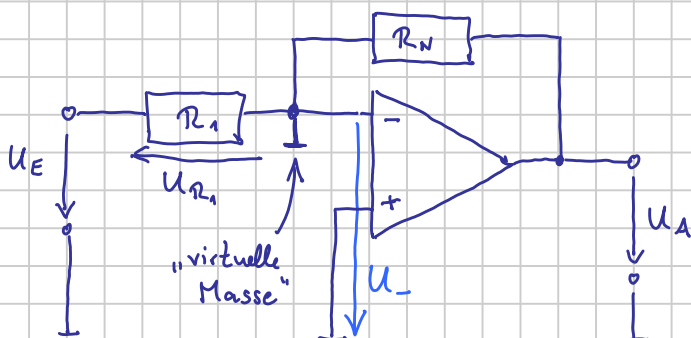 R_N
R_1
-
U_E
U_R1
+
U_A
„virtuelle
Masse"
U_-